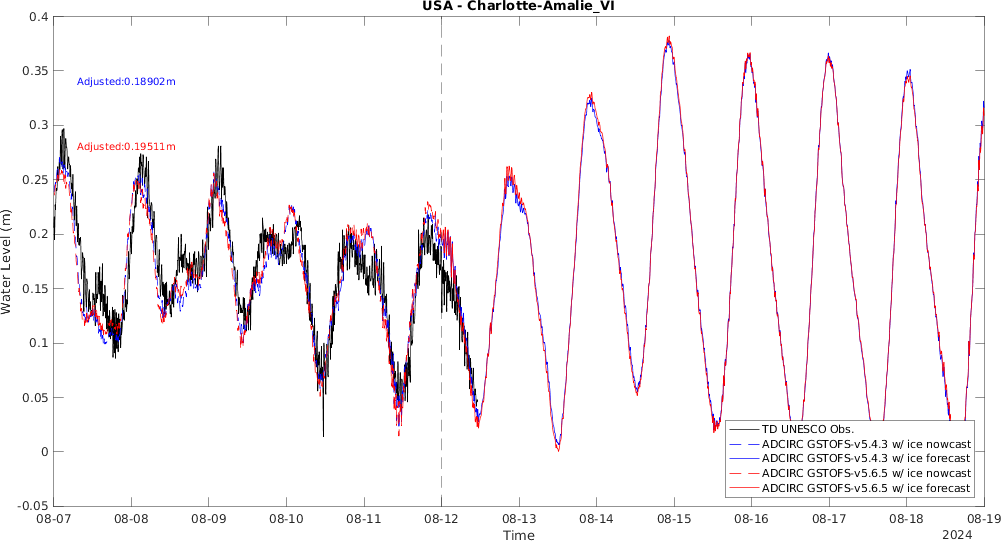 USA - Charlotte-Amalie_VI
0.4
0.35
Adjusted:0.18902m
0.3
Adjusted:0.19511m
0.25
0.2
Water Level (m)
0.15
0.1
0.05
TD UNESCO Obs.
ADCIRC GSTOFS-v5.4.3 w/ ice nowcast
0
ADCIRC GSTOFS-v5.4.3 w/ ice forecast
ADCIRC GSTOFS-v5.6.5 w/ ice nowcast
ADCIRC GSTOFS-v5.6.5 w/ ice forecast
-0.05
08-07 08-08 08-09 08-10 08-11 08-12 08-13 08-14 08-15 08-16 08-17 08-18 08-19
Time
2024